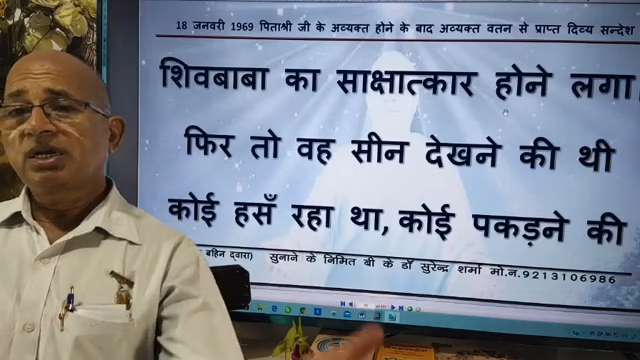 18 जनवरी 1969 पिताश्री जी के अव्यक्त होने के बाद अव्यक्त वतन से प्राप्त दिव्य सन्देश
शिवबाबा का साक्षात्कार होने लगा।
फिर तो वह सीन देखने की थी
कोई हसँ रहा था, कोई पकड़ने की
बहिन द्वारा) सुनाने के निमित बी के डॉ सुरेन्द्र शर्मा मो.न.9213106986